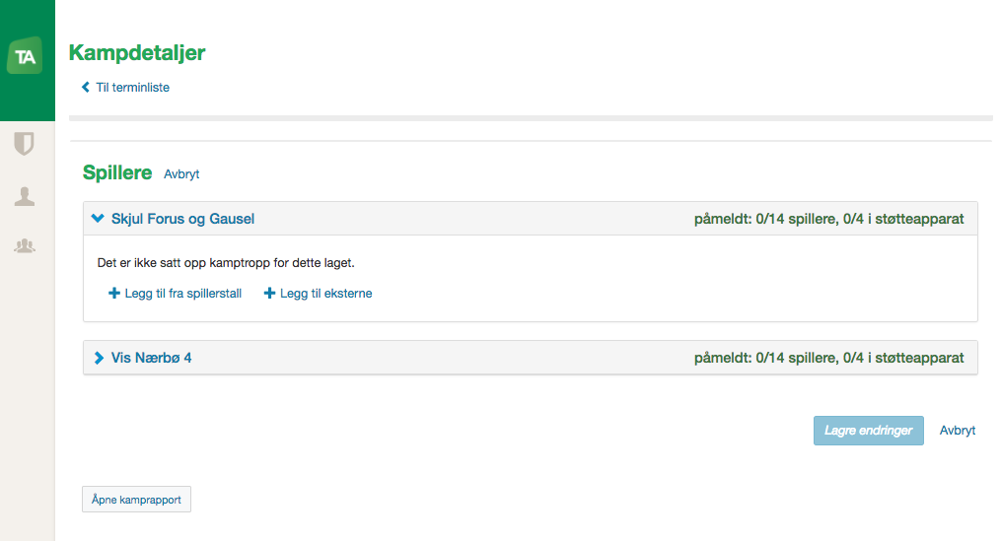 TA
Kampdetaljer
Til terminliste
Spillere Avbryt
Skjul Forus og Gausel påmeldt: 0/14 spillere, 0/4 i støtteapparat
Det er ikke satt opp kamptropp for dette laget.
Legg til fra spillerstall Legg til eksterne
Vis Nærbø 4 påmeldt: 0/14 spillere, 0/4 i støtteapparat
Lagre endringer Avbryt
Åpne kamprapport